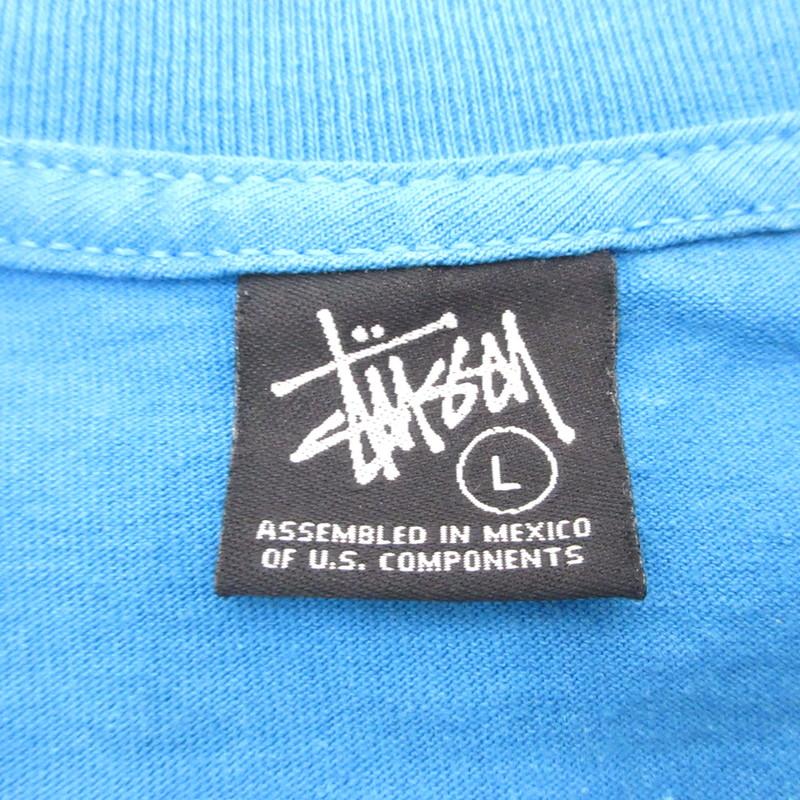 Stüssy
L
ASSEMBLED IN MEXICO
OF U.S. COMPONENTS